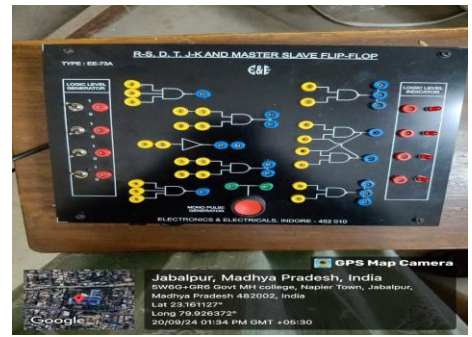 R-S, D, T, J-K AND MASTER SLAVE FLIP-FLOP
TYPE : EE-73A
E&E
LOGIC LEVEL
GENERATOR
LOGIC LEVEL
INDICATOR
MONO PULSE
GENERATOR
ELECTRONICS & ELECTRICALS, INDORE - 452 010
GPS Map Camera
Jabalpur, Madhya Pradesh, India
5W6G+GR6 Govt MH college, Napier Town, Jabalpur,
Madhya Pradesh 482002, India
Lat 23.161127°
Long 79.926372°
20/09/24 01:34 PM GMT +05:30
Google